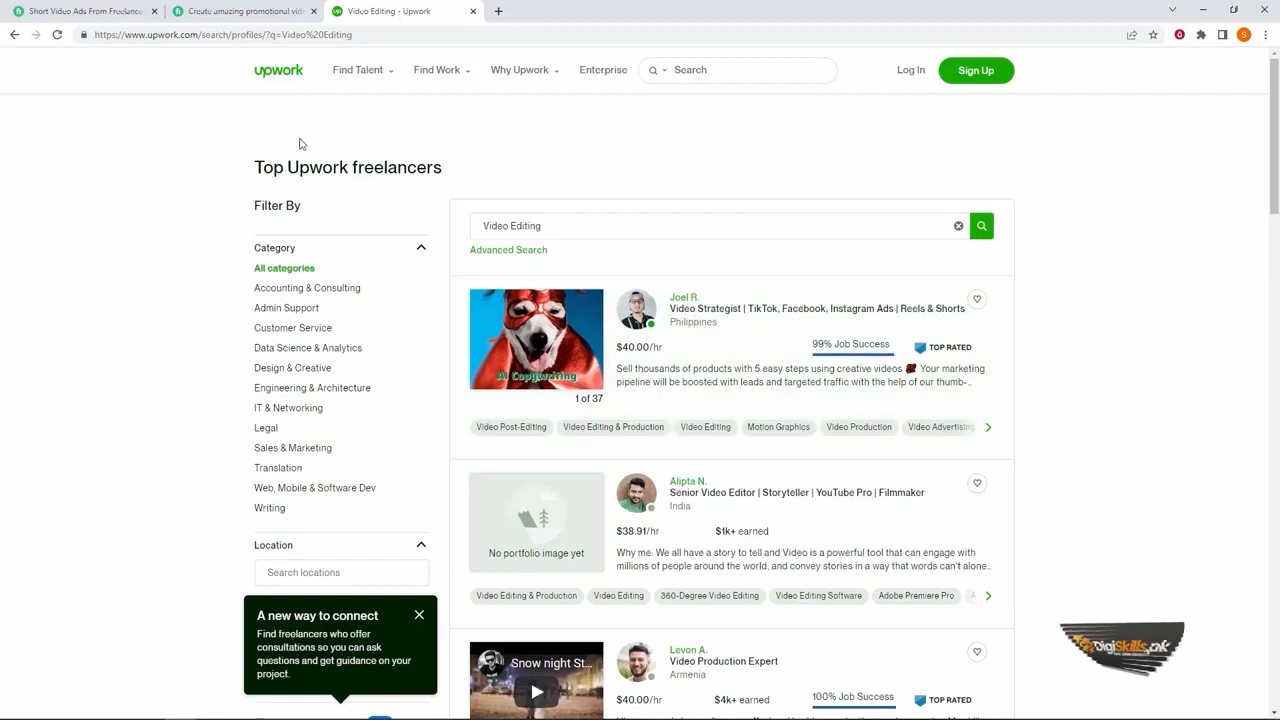 Short Video Ads From Freelance
Create amazing promotional vid
Video Editing - Upwork
https://www.upwork.com/search/profiles/?q=Video%20Editing
S
upwork
Find Talent
Find Work
Why Upwork
Enterprise
Search
Log In
Sign Up
Top Upwork freelancers
Filter By
Category
All categories
Accounting & Consulting
Admin Support
Customer Service
Data Science & Analytics
Design & Creative
Engineering & Architecture
IT & Networking
Legal
Sales & Marketing
Translation
Web, Mobile & Software Dev
Writing
Location
Search locations
A new way to connect
Find freelancers who offer
consultations so you can ask
questions and get guidance on your
project.
Video Editing
Advanced Search
AI Copywriting
1 of 37
Joel R.
Video Strategist | TikTok, Facebook, Instagram Ads | Reels & Shorts
Philippines
$40.00/hr
99% Job Success
TOP RATED
Sell thousands of products with 5 easy steps using creative videos Your marketing
pipeline will be boosted with leads and targeted traffic with the help of our thumb-..
Video Post-Editing
Video Editing & Production
Video Editing
Motion Graphics
Video Production
Video Advertising
No portfolio image yet
Alipta N.
Senior Video Editor | Storyteller | YouTube Pro | Filmmaker
India
$38.91/hr
$1k+ earned
Why me: We all have a story to tell and Video is a powerful tool that can engage with
millions of people around the world, and convey stories in a way that words can't alone..
Video Editing & Production
Video Editing
360-Degree Video Editing
Video Editing Software
Adobe Premiere Pro
A
Snow night St...
Levon A.
Video Production Expert
Armenia
$40.00/hr
$4k+ earned
100% Job Success
TOP RATED
DigiSkills.pk